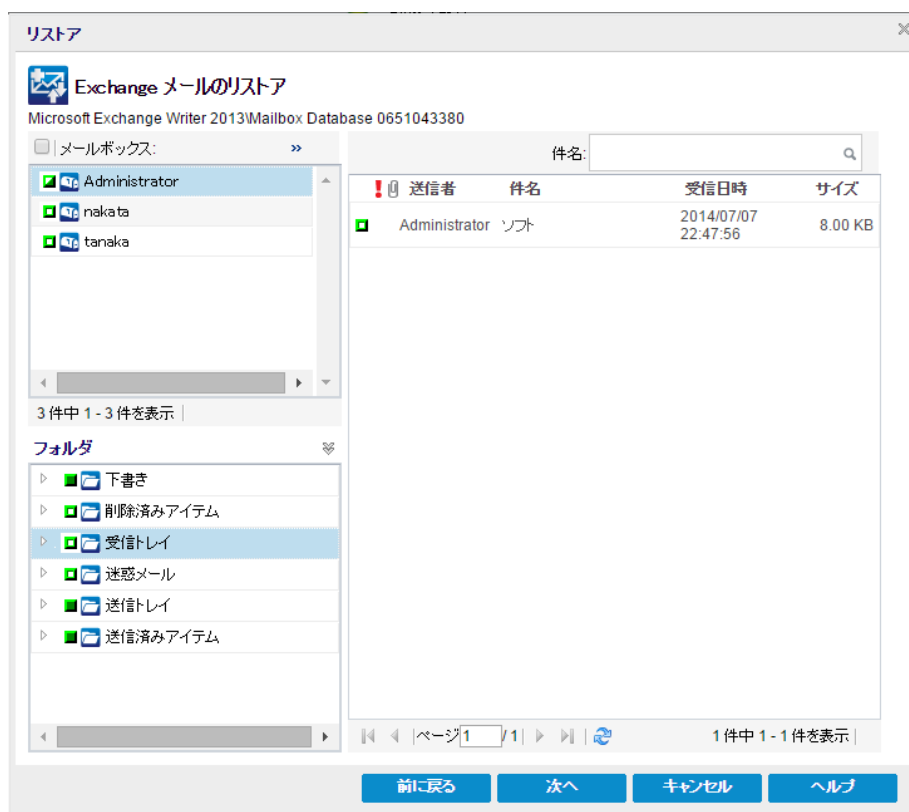 リストア
Exchange メールのリストア
Microsoft Exchange Writer 2013\Mailbox Database 0651043380
メールボックス: »
Administrator
nakata
tanaka
3 件中 1 - 3 件を表示
フォルダ
下書き
削除済みアイテム
受信トレイ
迷惑メール
送信トレイ
送信済みアイテム
件名:
送信者 件名 受信日時 サイズ
Administrator ソフト 2014/07/07 22:47:56 8.00 KB
ページ 1 / 1
1 件中 1 - 1 件を表示
前に戻る 次へ キャンセル ヘルプ